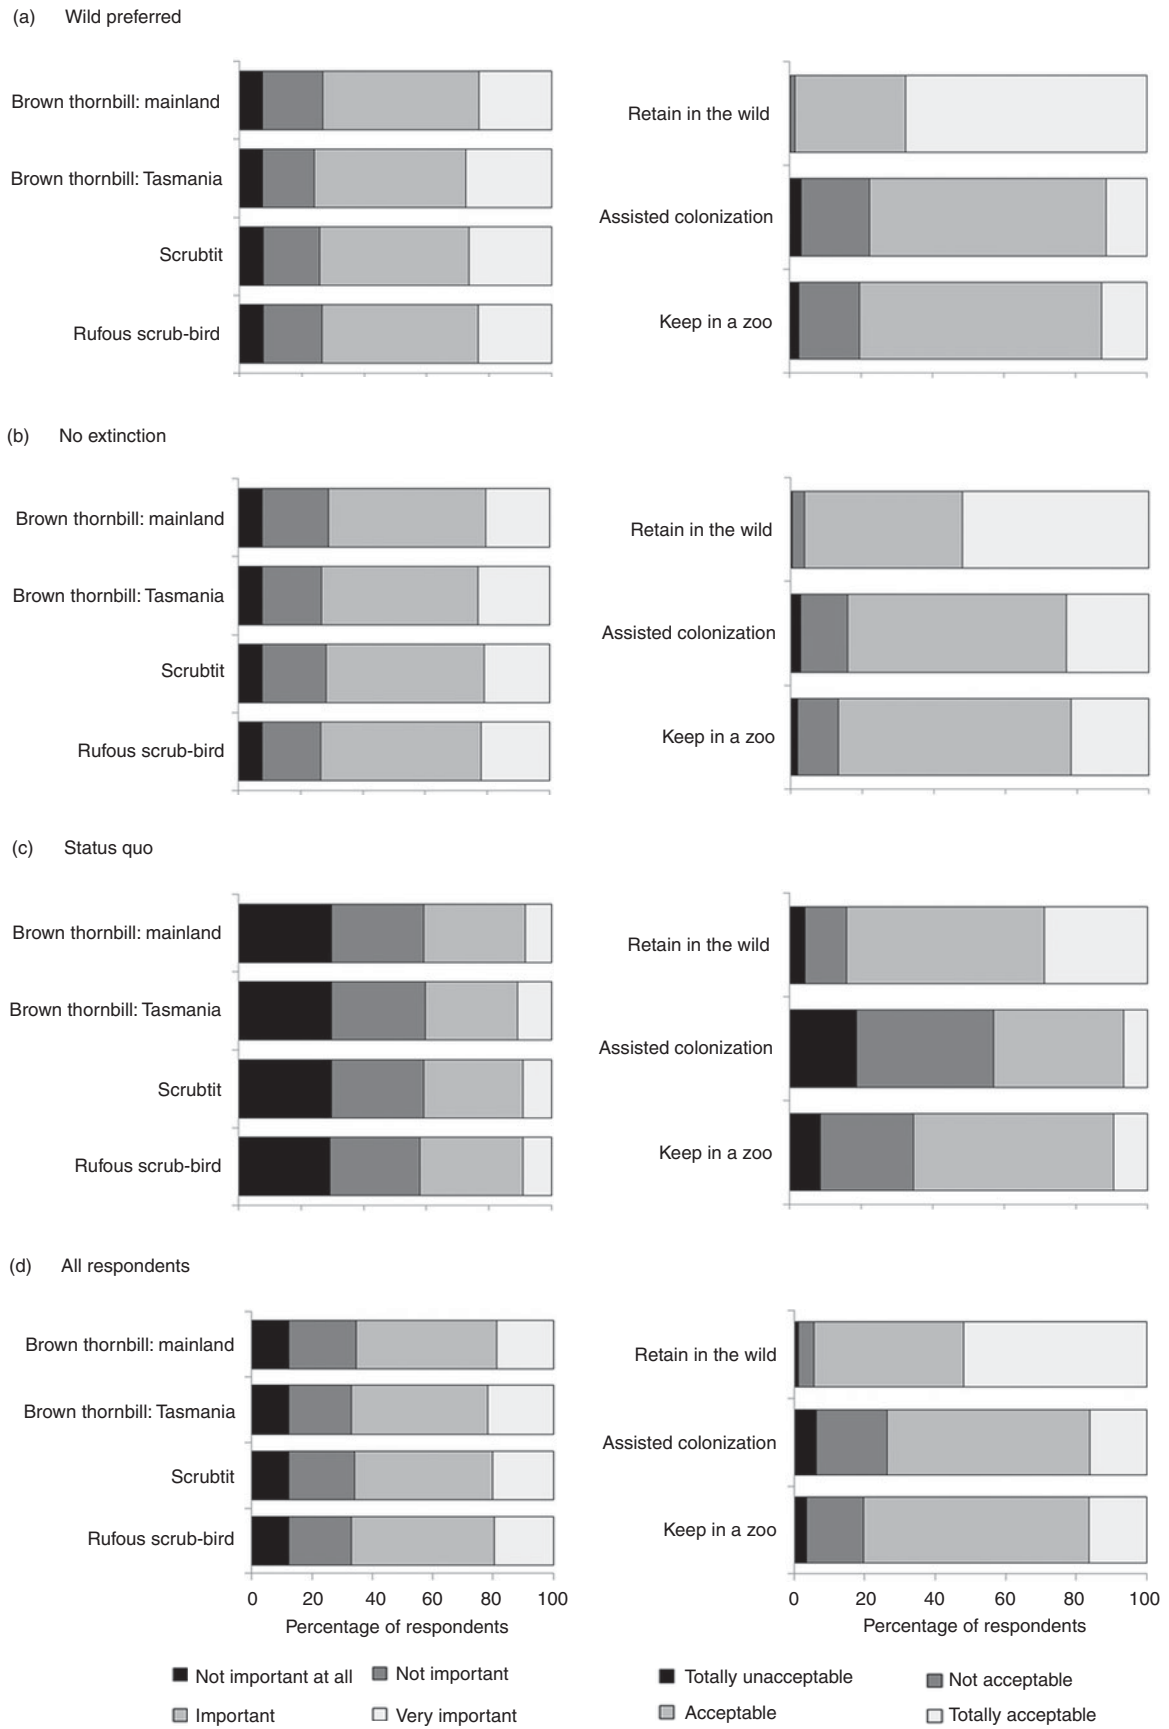 (a) Wild preferred
Brown thornbill: mainland
Brown thornbill: Tasmania
Scrubtit
Rufous scrub-bird
Retain in the wild
Assisted colonization
Keep in a zoo
(b) No extinction
Brown thornbill: mainland
Brown thornbill: Tasmania
Scrubtit
Rufous scrub-bird
Retain in the wild
Assisted colonization
Keep in a zoo
(c) Status quo
Brown thornbill: mainland
Brown thornbill: Tasmania
Scrubtit
Rufous scrub-bird
Retain in the wild
Assisted colonization
Keep in a zoo
(d) All respondents
Brown thornbill: mainland
Brown thornbill: Tasmania
Scrubtit
Rufous scrub-bird
0 20 40 60 80 100
Percentage of respondents
Not important at all Not important
Important Very important
Retain in the wild
Assisted colonization
Keep in a zoo
0 20 40 60 80 100
Percentage of respondents
Totally unacceptable Not acceptable
Acceptable Totally acceptable